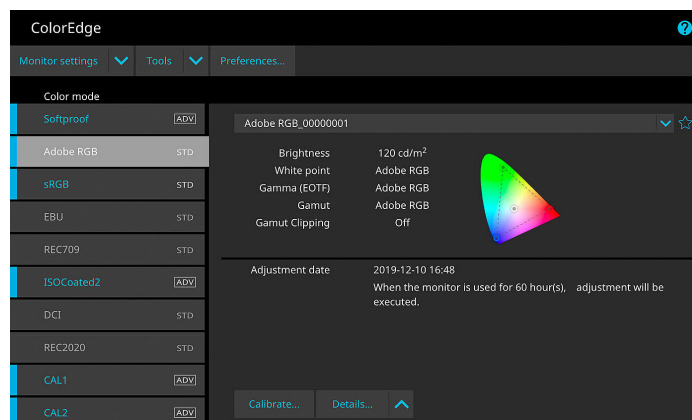 ColorEdge
?
Monitor settings Tools Preferences...
Color mode
Softproof ADV
Adobe RGB STD
sRGB STD
EBU STD
REC709 STD
ISOCoated2 ADV
DCI STD
REC2020 STD
CAL1 ADV
CAL2 ADV
Adobe RGB_00000001
Brightness 120 cd/m²
White point Adobe RGB
Gamma (EOTF) Adobe RGB
Gamut Adobe RGB
Gamut Clipping Off
Adjustment date 2019-12-10 16:48
When the monitor is used for 60 hour(s), adjustment will be
executed.
Calibrate... Details...